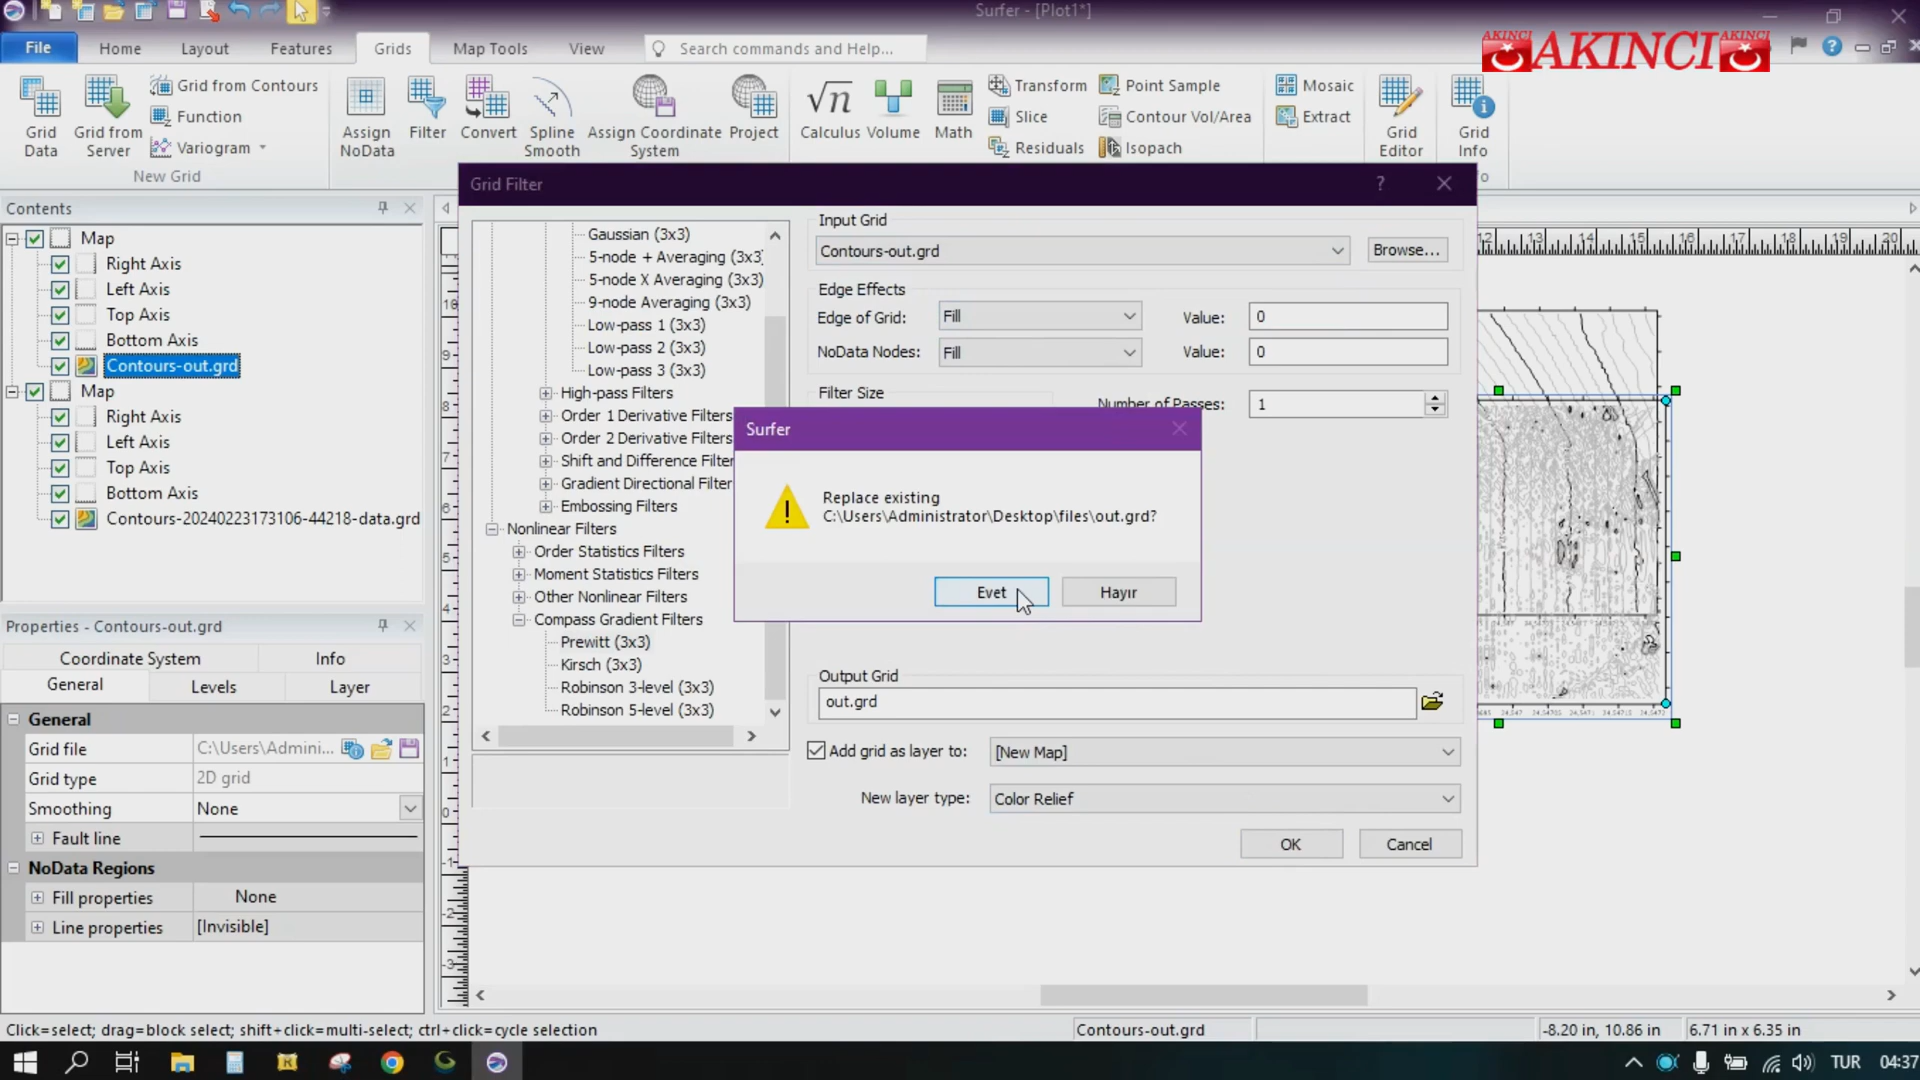 Surfer - [Plot1*]
File
Home
Layout
Features
Grids
Map Tools
View
Search commands and Help...
AKINCI AKINCI AKINCI
Grid Data
Grid from Server
Grid from Contours
Function
Variogram
New Grid
Assign NoData
Filter
Convert
Spline Smooth
Assign Coordinate System
Project
Calculus
Volume
Math
Transform
Slice
Residuals
Point Sample
Contour Vol/Area
Isopach
Mosaic
Extract
Grid Editor
Grid Info
Contents
Map
Right Axis
Left Axis
Top Axis
Bottom Axis
Contours-out.grd
Map
Right Axis
Left Axis
Top Axis
Bottom Axis
Contours-20240223173106-44218-data.grd
Properties - Contours-out.grd
Coordinate System
Info
General
Levels
Layer
General
Grid file
C:\Users\Admini...
Grid type
2D grid
Smoothing
None
Fault line
NoData Regions
Fill properties
None
Line properties
[Invisible]
Grid Filter
?
Gaussian (3x3)
5-node + Averaging (3x3)
5-node X Averaging (3x3)
9-node Averaging (3x3)
Low-pass 1 (3x3)
Low-pass 2 (3x3)
Low-pass 3 (3x3)
High-pass Filters
Order 1 Derivative Filters
Order 2 Derivative Filters
Shift and Difference Filter
Gradient Directional Filter
Embossing Filters
Nonlinear Filters
Order Statistics Filters
Moment Statistics Filters
Other Nonlinear Filters
Compass Gradient Filters
Prewitt (3x3)
Kirsch (3x3)
Robinson 3-level (3x3)
Robinson 5-level (3x3)
Input Grid
Contours-out.grd
Browse...
Edge Effects
Edge of Grid:
Fill
Value:
0
NoData Nodes:
Fill
Value:
0
Filter Size
Number of Passes:
1
Surfer
Replace existing
C:\Users\Administrator\Desktop\files\out.grd?
Evet
Hayır
Output Grid
out.grd
Add grid as layer to:
[New Map]
New layer type:
Color Relief
OK
Cancel
12 13 14 15 16 17 18 19 20
Click=select; drag=block select; shift+click=multi-select; ctrl+click=cycle selection
Contours-out.grd
-8.20 in, 10.86 in
6.71 in x 6.35 in
TUR
04:37